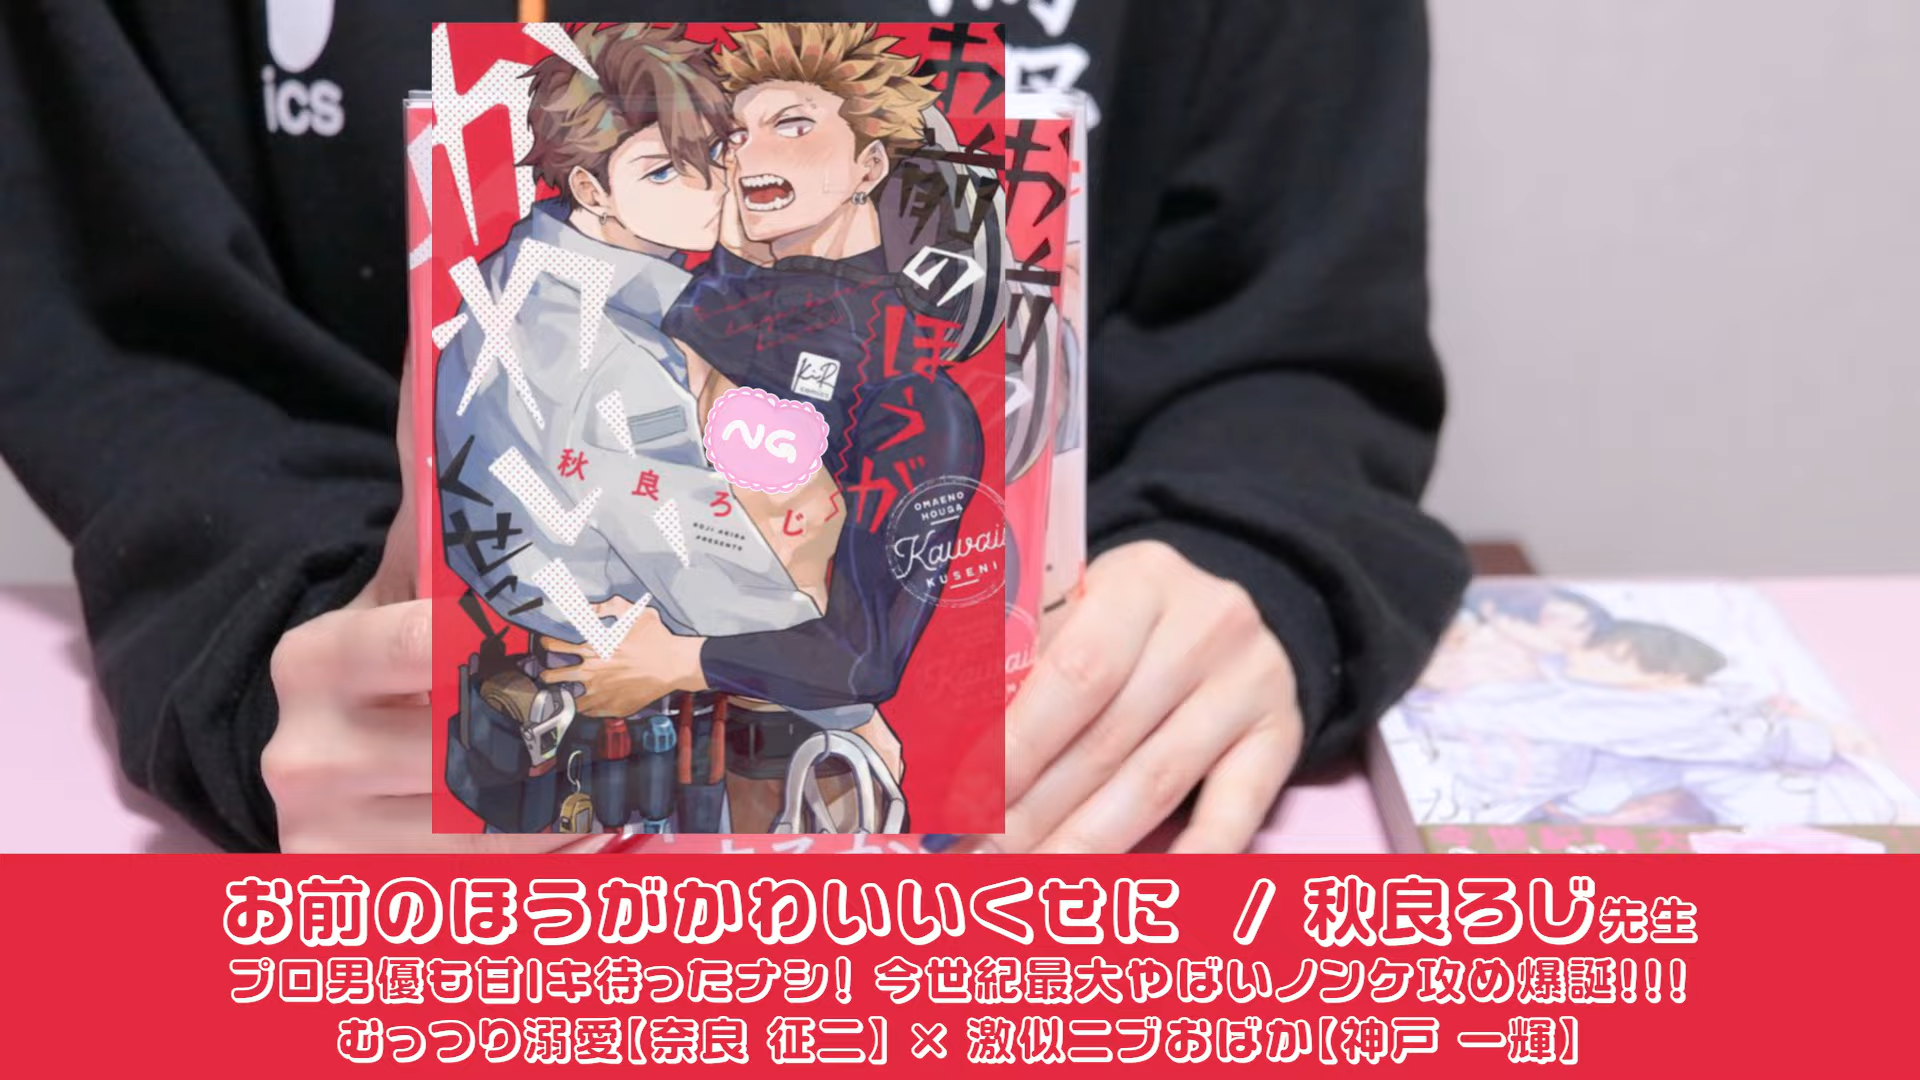 ics
お前のほうが
かわいいくせに
KiR
comics
NG
秋良ろじ
ROJI AKIRA
PRESENTS
OMAENO
HOUGA
Kawaii
KUSENI
お前のほうがかわいいくせに / 秋良ろじ先生
プロ男優も甘イキ待ったナシ! 今世紀最大やばいノンケ攻め爆誕!!!
むっつり溺愛【奈良 征二】 × 激似ニブおばか【神戸 一輝】